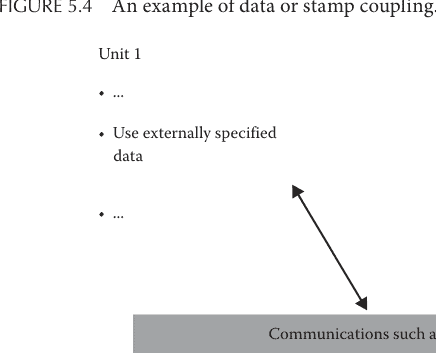 FIGURE 5.4 An example of data or stamp coupling.
Unit 1
• ...
• Use externally specified
data
• ...
Communications such a